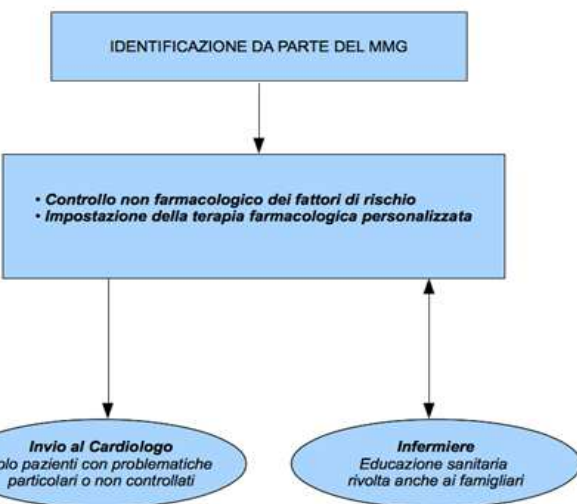 IDENTIFICAZIONE DA PARTE DEL MMG
• Controllo non farmacologico dei fattori di rischio
• Impostazione della terapia farmacologica personalizzata
Invio al Cardiologo
pazienti con problematiche
particolari o non controllati
Infermiere
Educazione sanitaria
rivolta anche ai famigliari